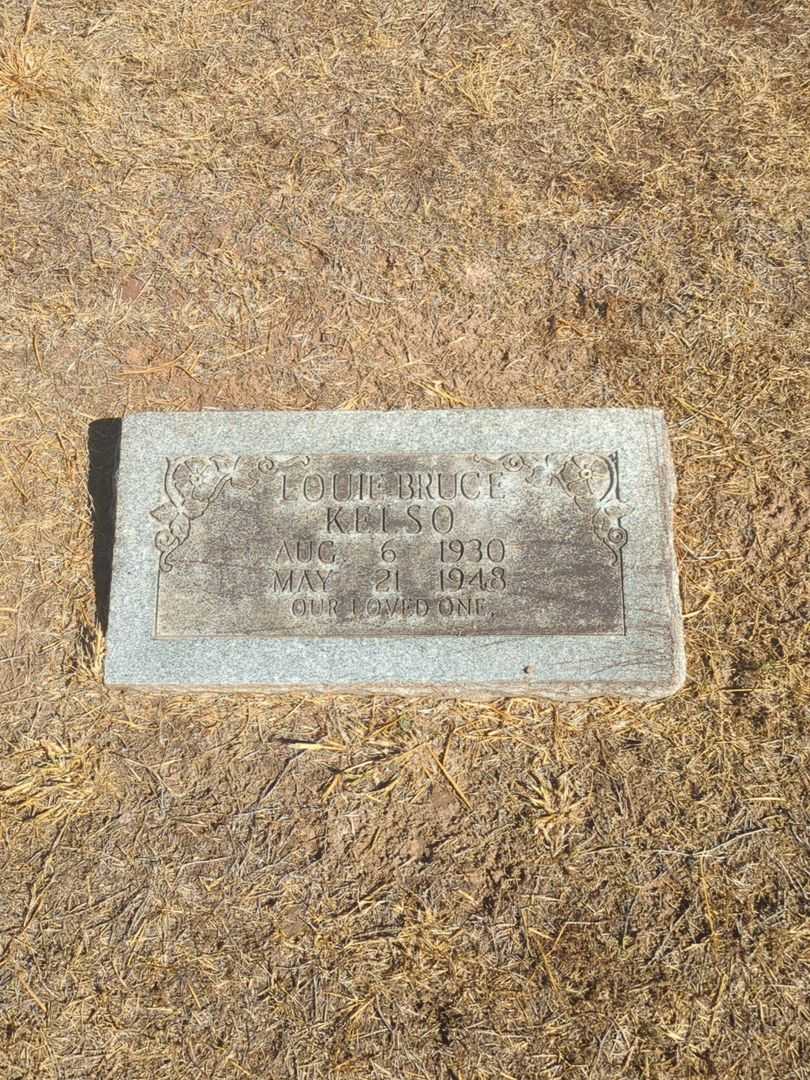 LOUIE BRUCE
KELSO
AUG. 6 1930
MAY 21 1948
OUR LOVED ONE.